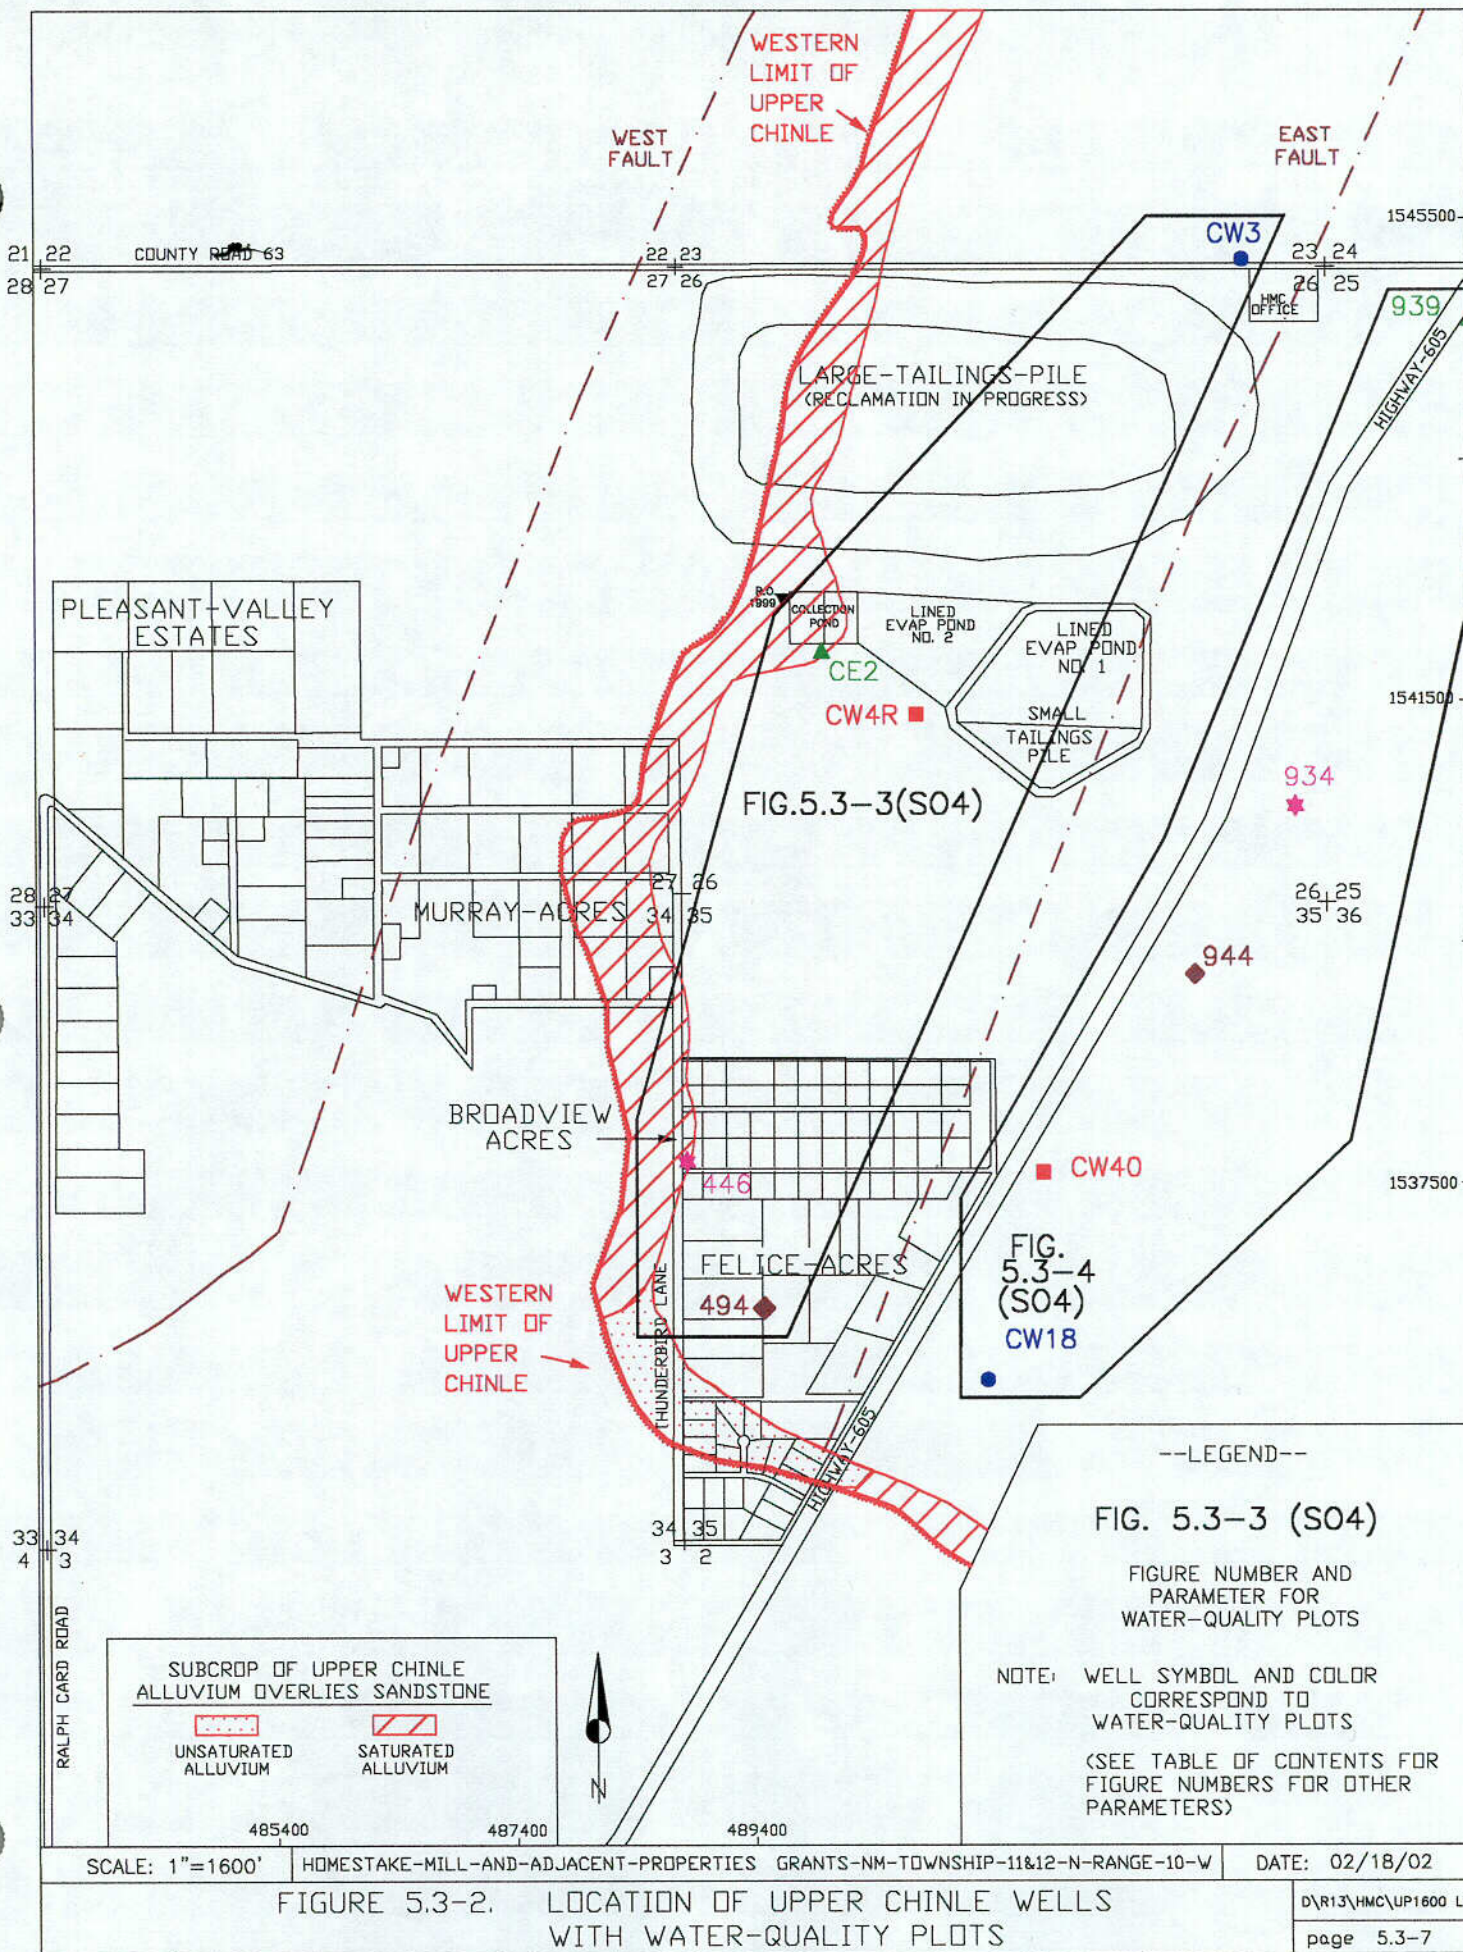 WESTERN
LIMIT OF
UPPER
CHINLE
WEST
FAULT
EAST
FAULT
1545500
CW3
21 22
28 27
COUNTY ROAD 63
22 23
27 26
23 24
26 25
HMC
OFFICE
939
HIGHWAY-605
LARGE-TAILINGS-PILE
(RECLAMATION IN PROGRESS)
PLEASANT-VALLEY
ESTATES
R.O.
1999
COLLECTION
POND
LINED
EVAP POND
NO. 2
LINED
EVAP POND
NO. 1
CE2
CW4R
SMALL
TAILINGS
PILE
1541500
934
FIG.5.3-3(SO4)
28 27
33 34
27 26
34 35
26 25
35 36
MURRAY-ACRES
944
BROADVIEW
ACRES
446
CW40
1537500
FELICE-ACRES
494
THUNDERBIRD LANE
FIG.
5.3-4
(SO4)
CW18
WESTERN
LIMIT OF
UPPER
CHINLE
HIGHWAY-605
33 34
4 3
34 35
3 2
RALPH CARD ROAD
--LEGEND--
FIG. 5.3-3 (SO4)
FIGURE NUMBER AND
PARAMETER FOR
WATER-QUALITY PLOTS
NOTE: WELL SYMBOL AND COLOR
CORRESPOND TO
WATER-QUALITY PLOTS
(SEE TABLE OF CONTENTS FOR
FIGURE NUMBERS FOR OTHER
PARAMETERS)
SUBCROP OF UPPER CHINLE
ALLUVIUM OVERLIES SANDSTONE
UNSATURATED
ALLUVIUM
SATURATED
ALLUVIUM
N
485400
487400
489400
SCALE: 1"=1600'
HOMESTAKE-MILL-AND-ADJACENT-PROPERTIES GRANTS-NM-TOWNSHIP-11&12-N-RANGE-10-W
DATE: 02/18/02
FIGURE 5.3-2. LOCATION OF UPPER CHINLE WELLS
WITH WATER-QUALITY PLOTS
D\R13\HMC\UP1600 L
page 5.3-7